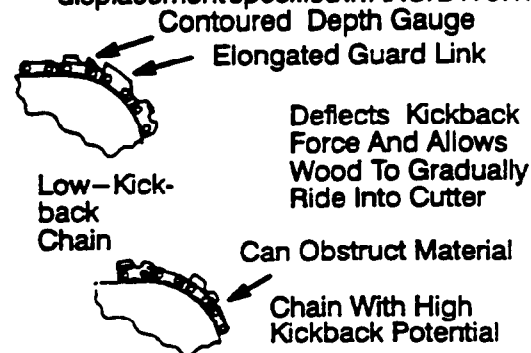 Contoured Depth Gauge
Elongated Guard Link
Deflects Kickback
Force And Allows
Wood To Gradually
Ride Into Cutter
Low-Kick-
back
Chain
Can Obstruct Material
Chain With High
Kickback Potential